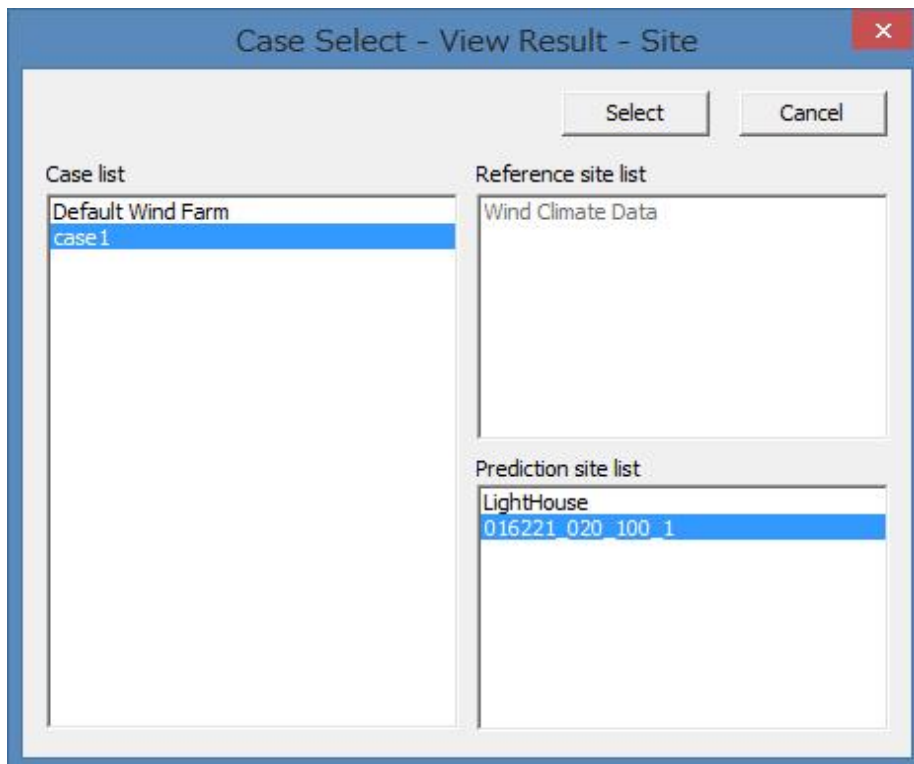 Case Select - View Result - Site
Select
Cancel
Case list
Default Wind Farm
case1
Reference site list
Wind Climate Data
Prediction site list
LightHouse
016221_020_100_1